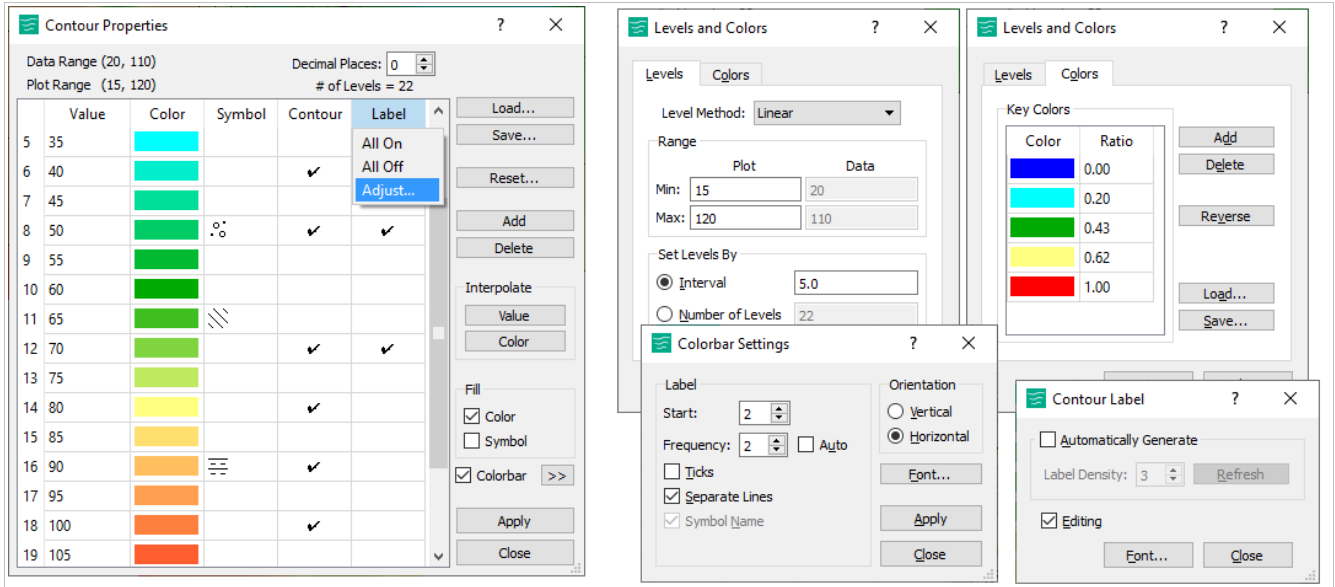 Contour Properties ? ×
Data Range (20, 110)
Decimal Places: 0
Plot Range (15, 120)
# of Levels = 22
Value Color Symbol Contour Label
5 35
6 40 ✔
7 45
8 50 ✔ ✔
9 55
10 60
11 65
12 70 ✔ ✔
13 75
14 80 ✔
15 85
16 90 ✔
17 95
18 100 ✔
19 105
All On
All Off
Adjust...
Load...
Save...
Reset...
Add
Delete
Interpolate
Value
Color
Fill
Color
Symbol
Colorbar >>
Apply
Close
Levels and Colors ? ×
Levels Colors
Level Method: Linear
Range
Plot Data
Min: 15 20
Max: 120 110
Set Levels By
Interval 5.0
Number of Levels 22
Levels and Colors ? ×
Levels Colors
Key Colors
Color Ratio
0.00
0.20
0.43
0.62
1.00
Add
Delete
Reverse
Load...
Save...
Colorbar Settings ? ×
Label
Start: 2
Frequency: 2 Auto
Ticks
Separate Lines
Symbol Name
Orientation
Vertical
Horizontal
Font...
Apply
Close
Contour Label ? ×
Automatically Generate
Label Density: 3 Refresh
Editing
Font... Close